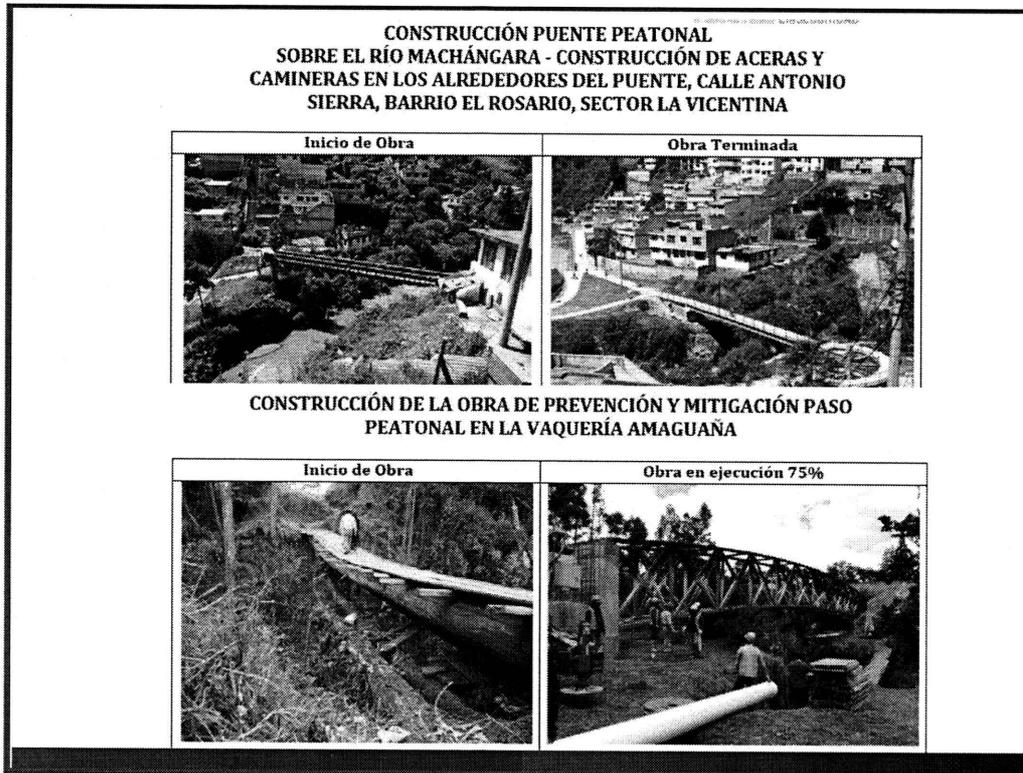 CONSTRUCCIÓN PUENTE PEATONAL
SOBRE EL RÍO MACHÁNGARA - CONSTRUCCIÓN DE ACERAS Y
CAMINERAS EN LOS ALREDEDORES DEL PUENTE, CALLE ANTONIO
SIERRA, BARRIO EL ROSARIO, SECTOR LA VICENTINA
Inicio de Obra
Obra Terminada
CONSTRUCCIÓN DE LA OBRA DE PREVENCIÓN Y MITIGACIÓN PASO
PEATONAL EN LA VAQUERÍA AMAGUAÑA
Inicio de Obra
Obra en ejecución 75%